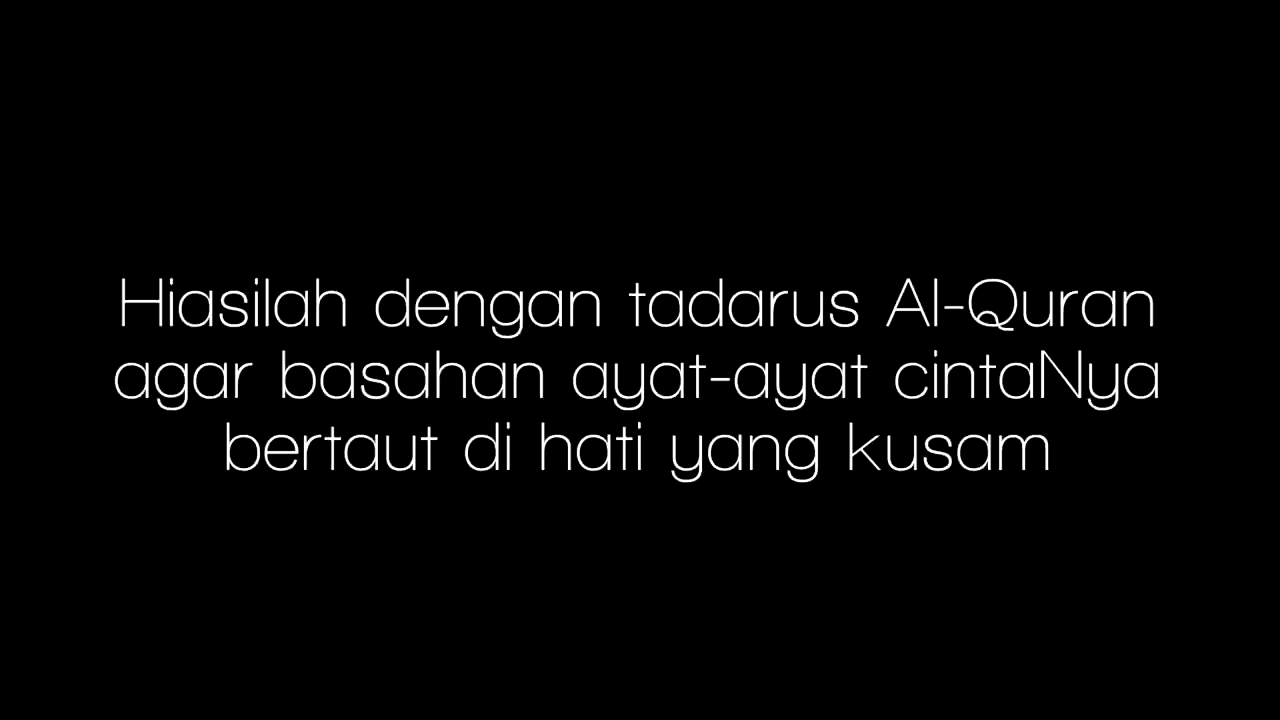 Hiasilah dengan tadarus Al-Quran
agar basahan ayat-ayat cintaNya
bertaut di hati yang kusam